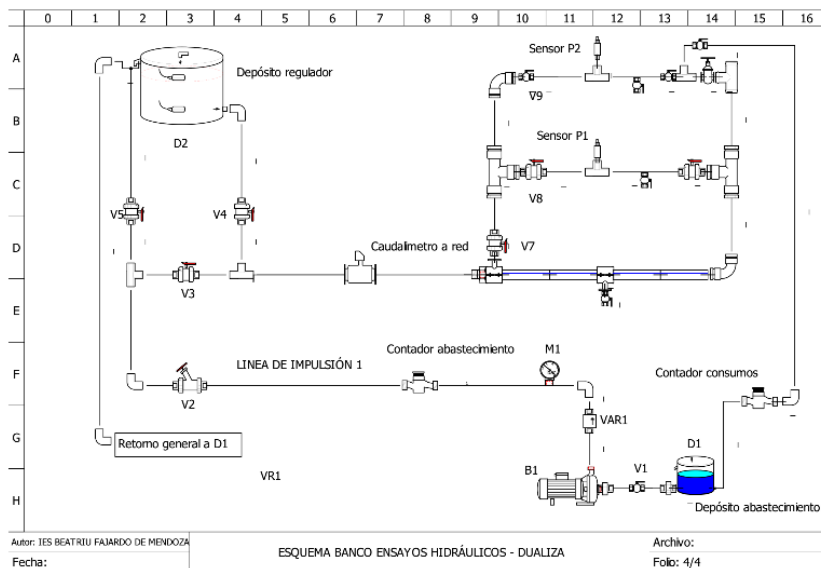 0 1 2 3 4 5 6 7 8 9 10 11 12 13 14 15 16
A
Sensor P2
Depósito regulador
V9
B
D2
Sensor P1
C
V5
V4
V8
D
Caudalimetro a red
V7
V3
E
LINEA DE IMPULSIÓN 1
Contador abastecimiento
M1
Contador consumos
F
V2
VAR1
G
Retorno general a D1
D1
VR1
B1
V1
H
Depósito abastecimiento
Autor: IES BEATRIU FAJARDO DE MENDOZA
Fecha:
ESQUEMA BANCO ENSAYOS HIDRÁULICOS - DUALIZA
Archivo:
Folio: 4/4